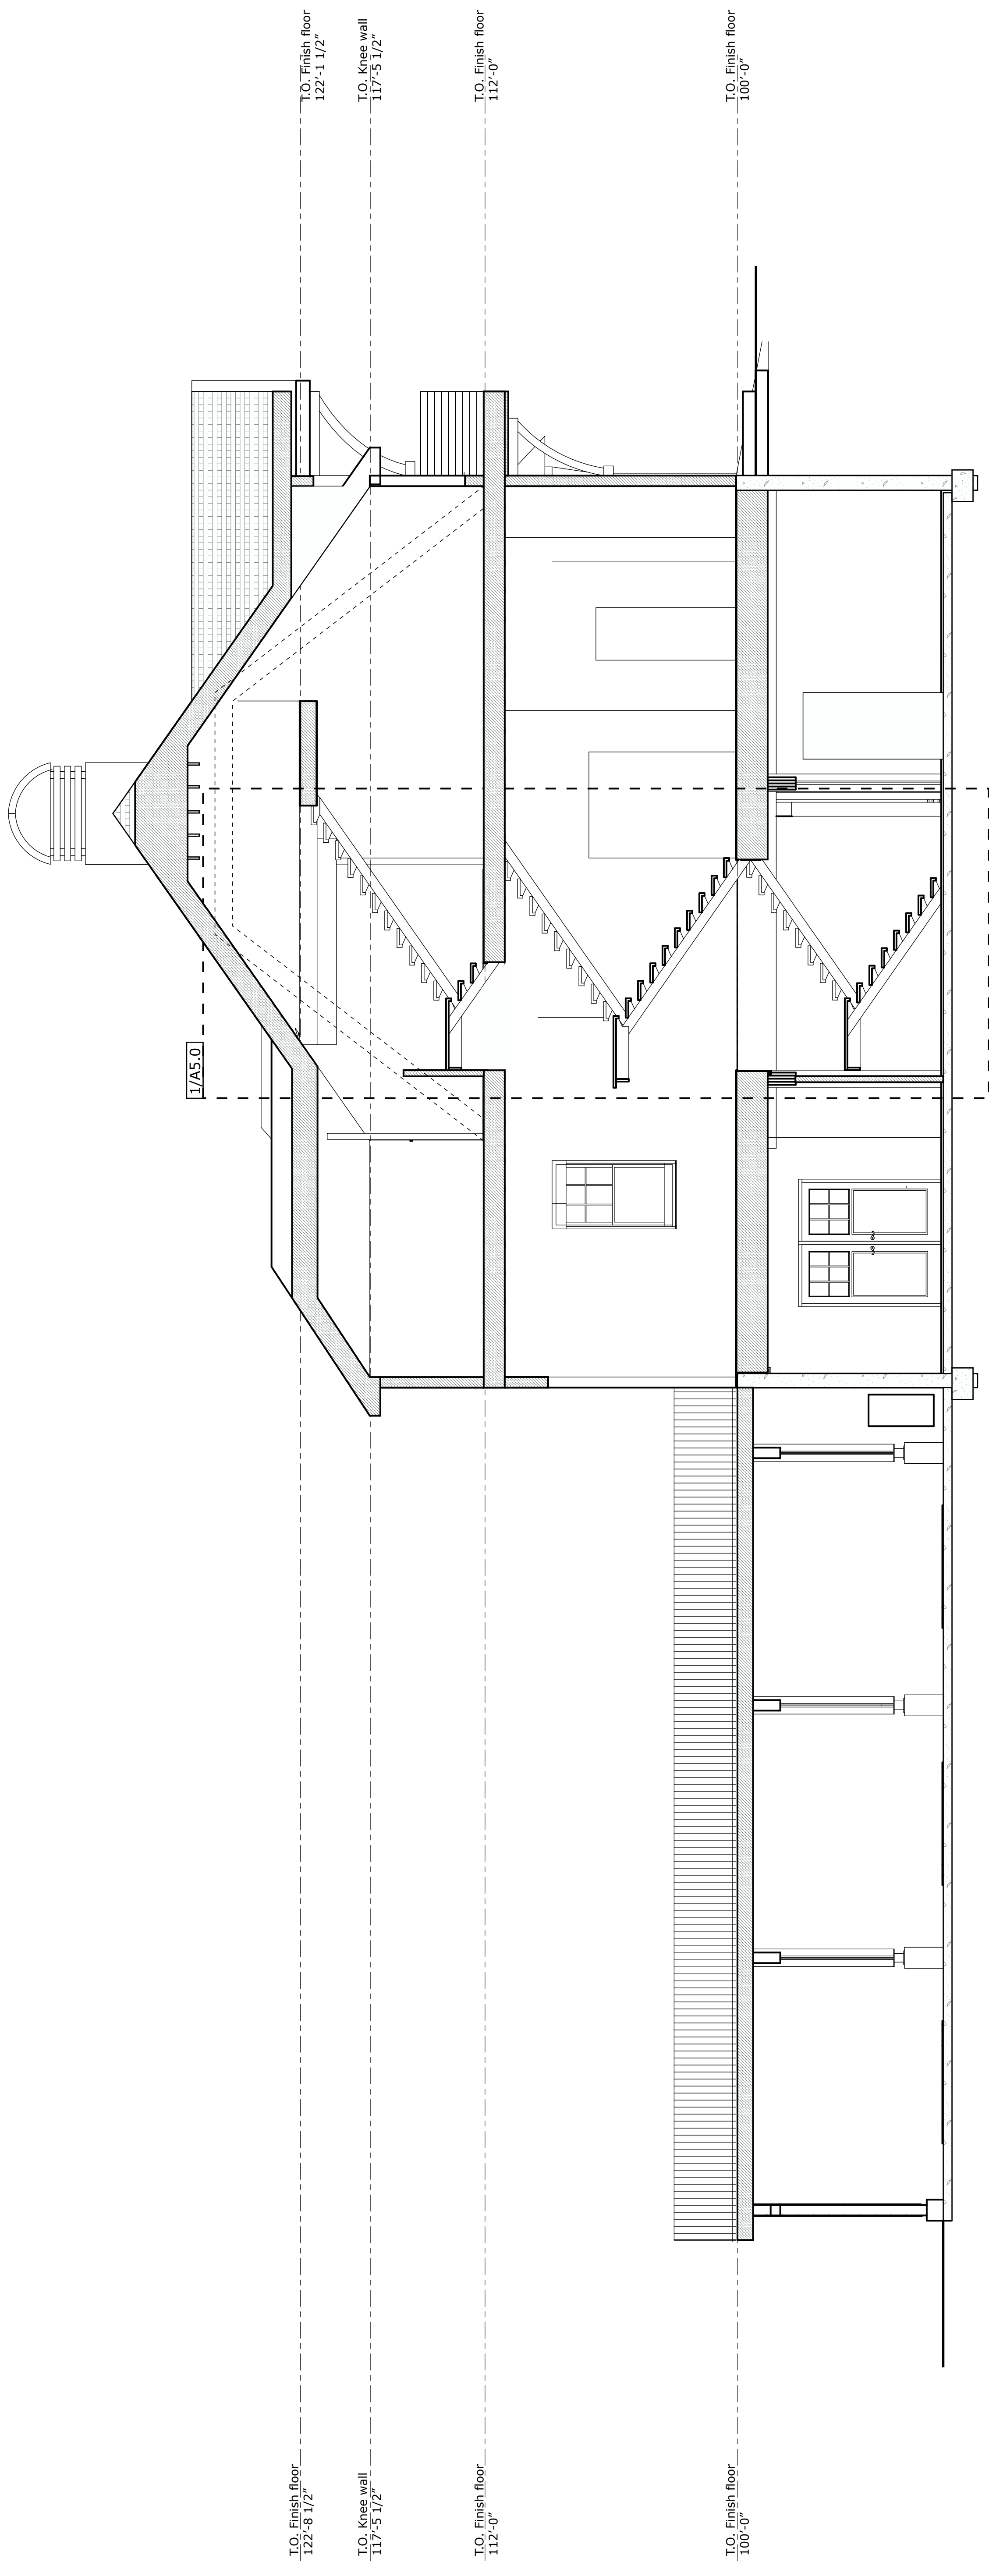 T.O. Finish floor
122'-1 1/2"
T.O. Knee wall
117'-5 1/2"
T.O. Finish floor
112'-0"
T.O. Finish floor
100'-0"
1/A5.0
T.O. Finish floor
122'-8 1/2"
T.O. Knee wall
117'-5 1/2"
T.O. Finish floor
112'-0"
T.O. Finish floor
100'-0"